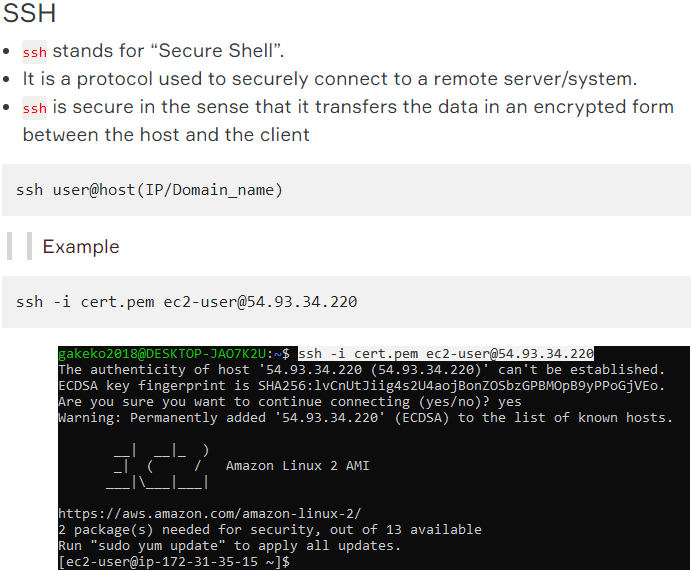 SSH
ssh stands for “Secure Shell”.
It is a protocol used to securely connect to a remote server/system.
ssh is secure in the sense that it transfers the data in an encrypted form
between the host and the client
ssh user@host(IP/Domain_name)
Example
ssh -i cert.pem ec2-user@54.93.34.220
gakeko2018@DESKTOP-JAO7K2U:~$ ssh -i cert.pem ec2-user@54.93.34.220
The authenticity of host '54.93.34.220 (54.93.34.220)' can't be established.
ECDSA key fingerprint is SHA256:lvCnUtJiig4s2U4aojBonZOSbzGPBMOpB9yPPoGjVEo.
Are you sure you want to continue connecting (yes/no)? yes
Warning: Permanently added '54.93.34.220' (ECDSA) to the list of known hosts.
__|  __|_  )
_|  (     /   Amazon Linux 2 AMI
___|\___|___|
https://aws.amazon.com/amazon-linux-2/
2 package(s) needed for security, out of 13 available
Run "sudo yum update" to apply all updates.
[ec2-user@ip-172-31-35-15 ~]$